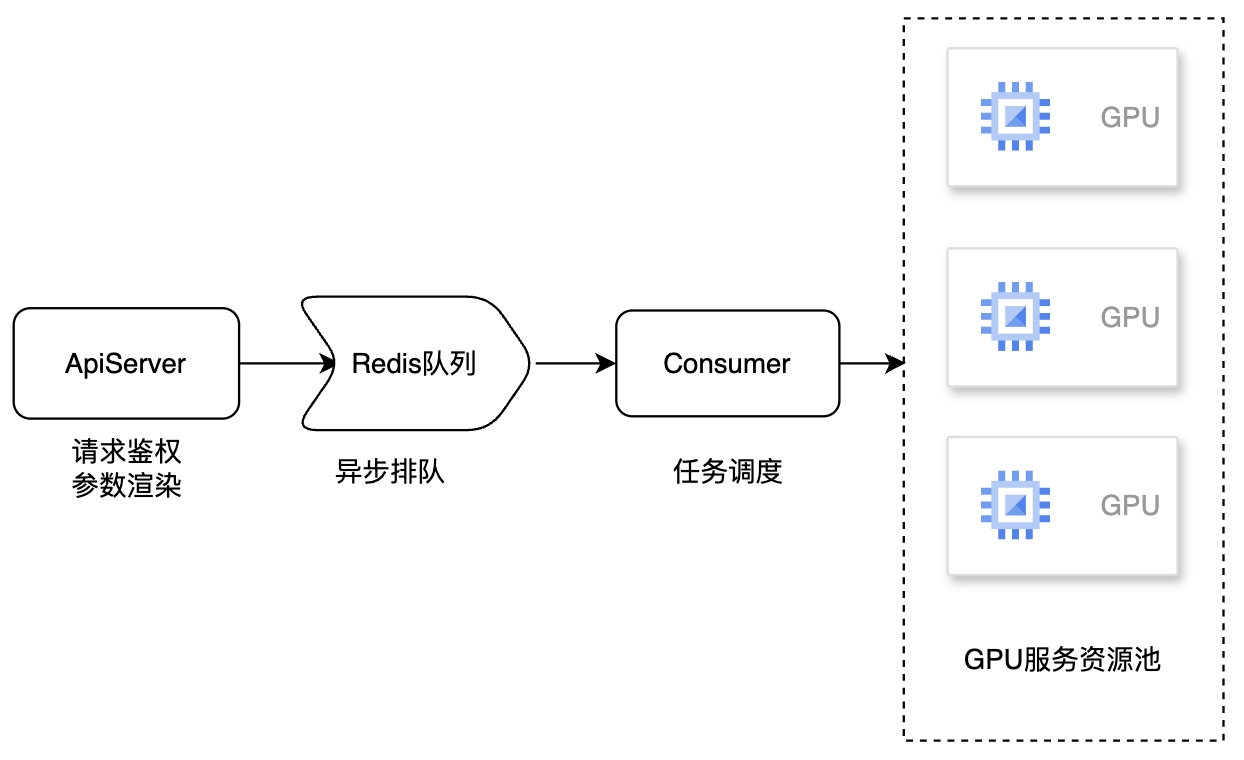 ApiServer
请求鉴权
参数渲染
Redis队列
异步排队
Consumer
任务调度
GPU
GPU
GPU
GPU服务资源池